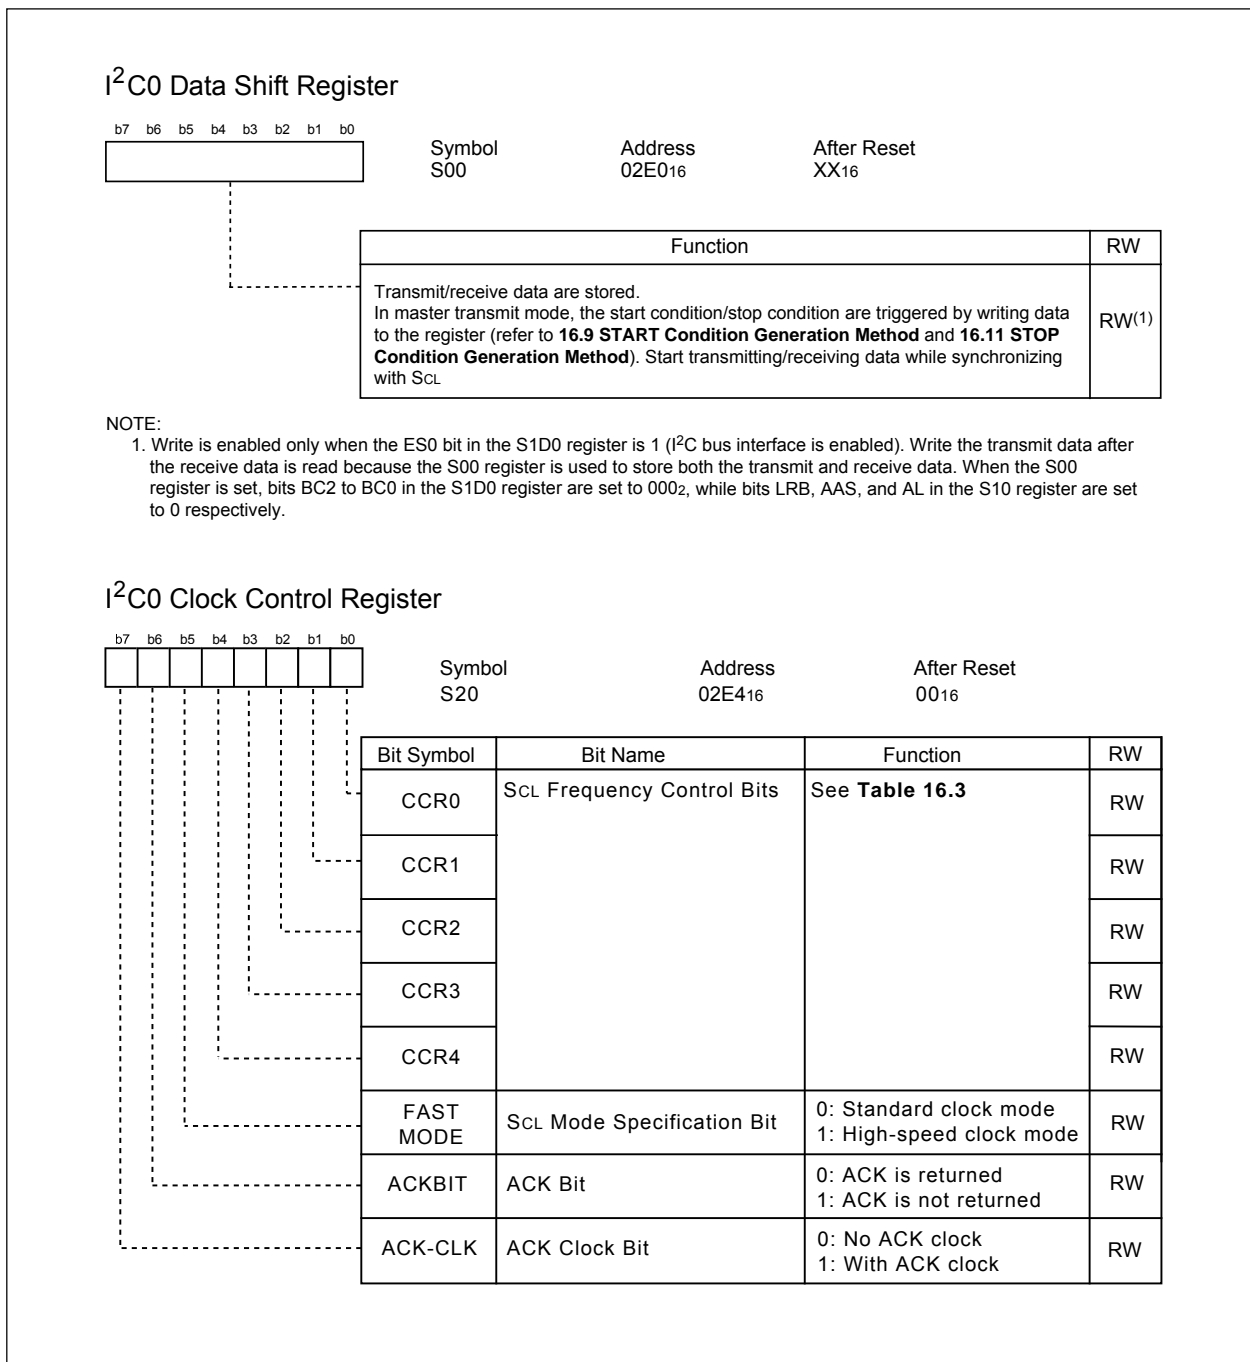 I²C0 Data Shift Register
b7 b6 b5 b4 b3 b2 b1 b0
Symbol Address After Reset
S00 02E016 XX16
Function RW
Transmit/receive data are stored.
In master transmit mode, the start condition/stop condition are triggered by writing data
to the register (refer to 16.9 START Condition Generation Method and 16.11 STOP
Condition Generation Method). Start transmitting/receiving data while synchronizing
with SCL
RW(1)
NOTE:
1. Write is enabled only when the ES0 bit in the S1D0 register is 1 (I²C bus interface is enabled). Write the transmit data after
the receive data is read because the S00 register is used to store both the transmit and receive data. When the S00
register is set, bits BC2 to BC0 in the S1D0 register are set to 0002, while bits LRB, AAS, and AL in the S10 register are set
to 0 respectively.
I²C0 Clock Control Register
b7 b6 b5 b4 b3 b2 b1 b0
Symbol Address After Reset
S20 02E416 0016
Bit Symbol Bit Name Function RW
CCR0 SCL Frequency Control Bits See Table 16.3 RW
CCR1 RW
CCR2 RW
CCR3 RW
CCR4 RW
FAST
MODE
SCL Mode Specification Bit
0: Standard clock mode
1: High-speed clock mode
RW
ACKBIT ACK Bit
0: ACK is returned
1: ACK is not returned
RW
ACK-CLK ACK Clock Bit
0: No ACK clock
1: With ACK clock
RW